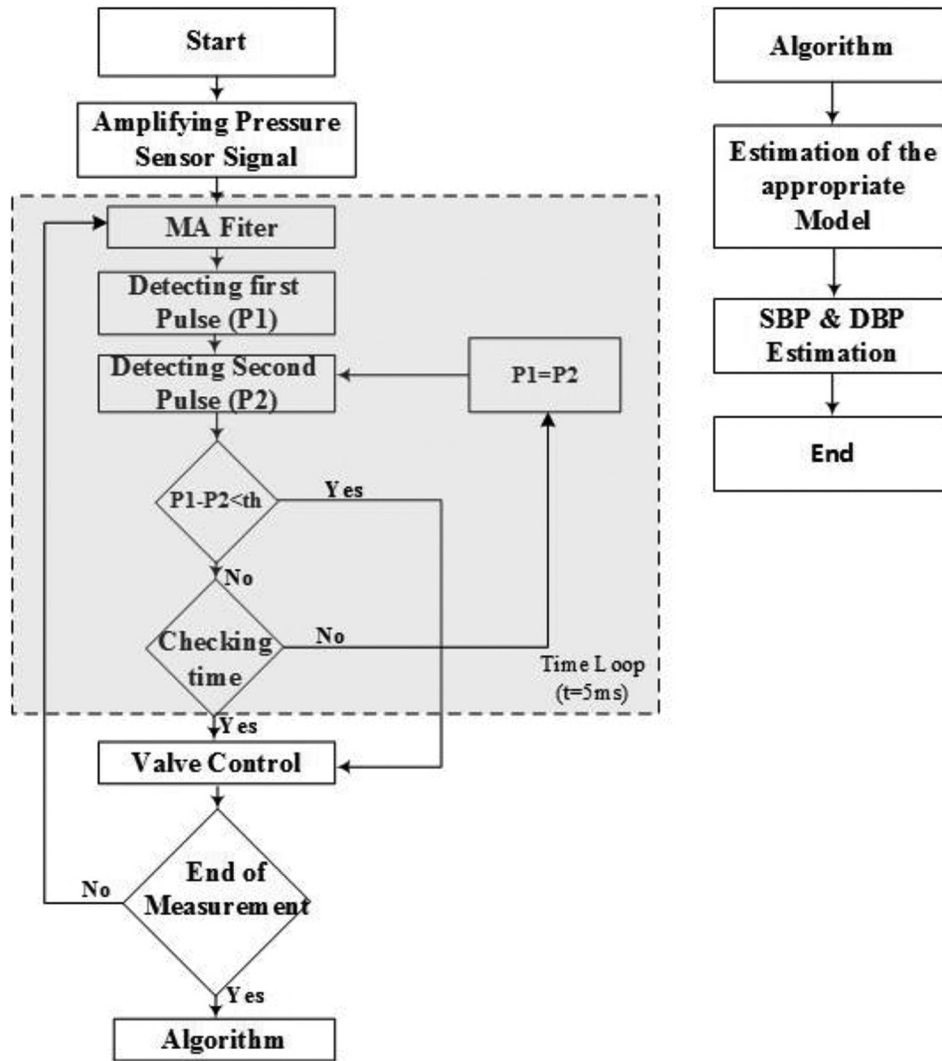 Start
Amplifying Pressure
Sensor Signal
MA Fiter
Detecting first
Pulse (P1)
Detecting Second
Pulse (P2)
P1=P2
P1-P2<th
Yes
No
Checking
time
No
Time Loop
(t=5ms)
Yes
Valve Control
End of
Measurement
No
Yes
Algorithm
Algorithm
Estimation of the
appropriate
Model
SBP & DBP
Estimation
End